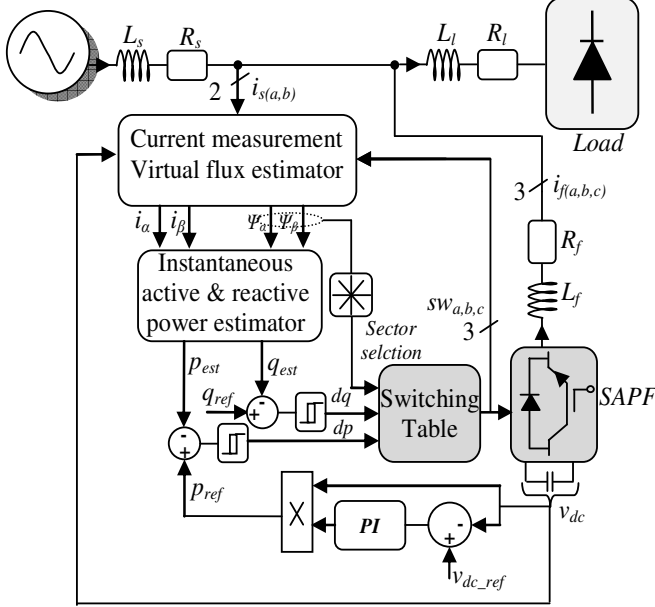 L_s
R_s
L_l
R_l
2
i_s(a,b)
Load
Current measurement
Virtual flux estimator
3
i_f(a,b,c)
i_α
i_β
Ψ_α
Ψ_β
R_f
Instantaneous
active & reactive
power estimator
L_f
sw_a,b,c
3
Sector
selction
p_est
q_est
SAPF
q_ref
-
+
dq
Switching
Table
-
+
dp
p_ref
X
PI
-
+
v_dc
v_dc_ref